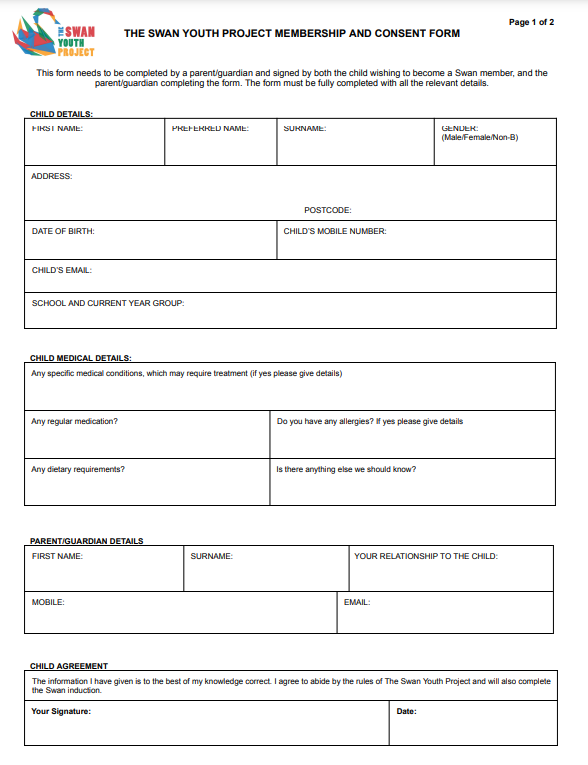 THE SWAN
YOUTH
PROJECT
Page 1 of 2
THE SWAN YOUTH PROJECT MEMBERSHIP AND CONSENT FORM
This form needs to be completed by a parent/guardian and signed by both the child wishing to become a Swan member, and the
parent/guardian completing the form. The form must be fully completed with all the relevant details.
CHILD DETAILS:
FIRST NAME: PREFERRED NAME: SURNAME: GENDER:
(Male/Female/Non-B)
ADDRESS:
POSTCODE:
DATE OF BIRTH: CHILD'S MOBILE NUMBER:
CHILD'S EMAIL:
SCHOOL AND CURRENT YEAR GROUP:
CHILD MEDICAL DETAILS:
Any specific medical conditions, which may require treatment (if yes please give details)
Any regular medication? Do you have any allergies? If yes please give details
Any dietary requirements? Is there anything else we should know?
PARENT/GUARDIAN DETAILS
FIRST NAME: SURNAME: YOUR RELATIONSHIP TO THE CHILD:
MOBILE: EMAIL:
CHILD AGREEMENT
The information I have given is to the best of my knowledge correct. I agree to abide by the rules of The Swan Youth Project and will also complete
the Swan induction.
Your Signature: Date: